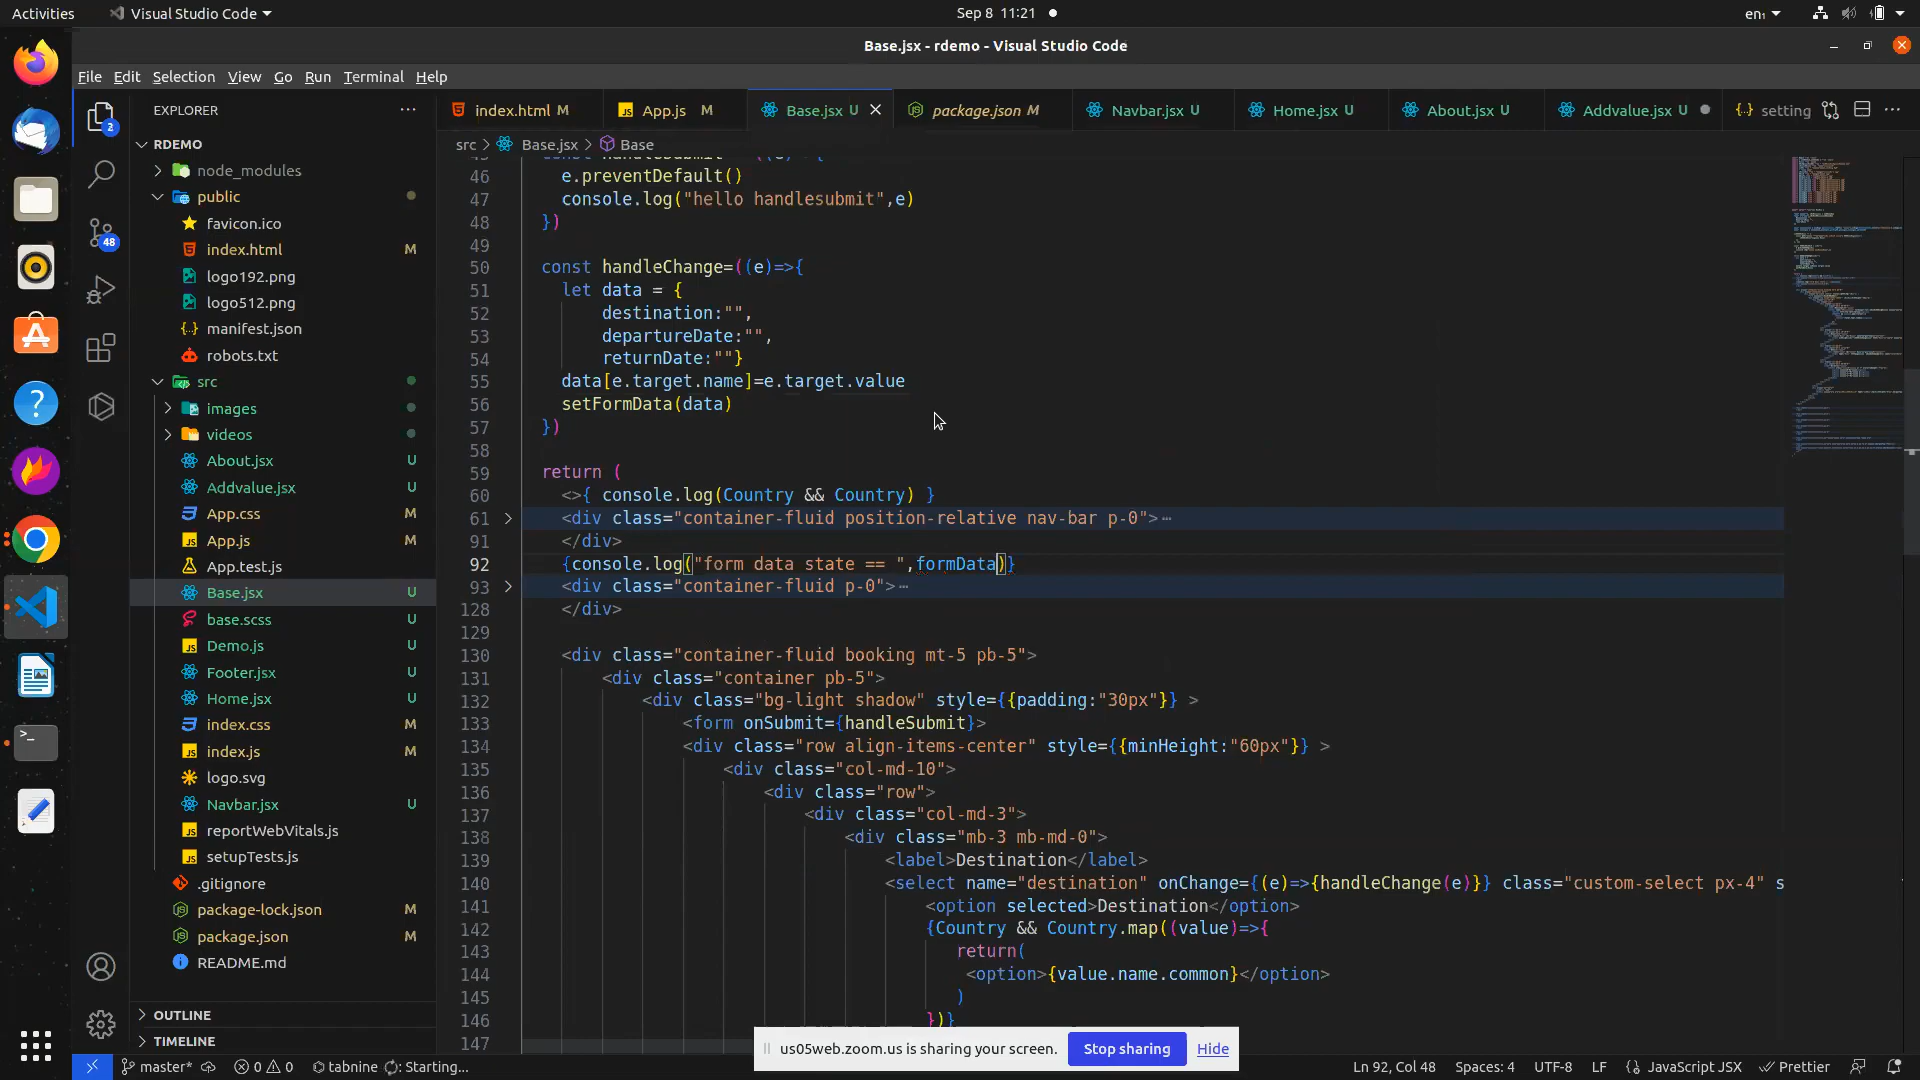 Activities
Visual Studio Code
Sep 8 11:21
en₁
Base.jsx - rdemo - Visual Studio Code
File Edit Selection View Go Run Terminal Help
EXPLORER
RDEMO
node_modules
public
favicon.ico
index.html M
logo192.png
logo512.png
manifest.json
robots.txt
src
images
videos
About.jsx U
Addvalue.jsx U
App.css M
App.js M
App.test.js
Base.jsx U
base.scss U
Demo.js U
Footer.jsx U
Home.jsx U
index.css M
index.js M
logo.svg
Navbar.jsx U
reportWebVitals.js
setupTests.js
.gitignore
package-lock.json M
package.json M
README.md
OUTLINE
TIMELINE
2
48
index.html M
App.js M
Base.jsx U
package.json M
Navbar.jsx U
Home.jsx U
About.jsx U
Addvalue.jsx U
setting
src > Base.jsx > Base
46 e.preventDefault()
47 console.log("hello handlesubmit",e)
48 })
49
50 const handleChange=((e)=>{
51 let data = {
52 destination:"",
53 departureDate:"",
54 returnDate:""}
55 data[e.target.name]=e.target.value
56 setFormData(data)
57 })
58
59 return (
60 <>{ console.log(Country && Country) }
61 <div class="container-fluid position-relative nav-bar p-0">⋯
91 </div>
92 {console.log("form data state == ",formData)}
93 <div class="container-fluid p-0">⋯
128 </div>
129
130 <div class="container-fluid booking mt-5 pb-5">
131 <div class="container pb-5">
132 <div class="bg-light shadow" style={{padding:"30px"}} >
133 <form onSubmit={handleSubmit}>
134 <div class="row align-items-center" style={{minHeight:"60px"}} >
135 <div class="col-md-10">
136 <div class="row">
137 <div class="col-md-3">
138 <div class="mb-3 mb-md-0">
139 <label>Destination</label>
140 <select name="destination" onChange={(e)=>{handleChange(e)}} class="custom-select px-4" s
141 <option selected>Destination</option>
142 {Country && Country.map((value)=>{
143 return(
144 <option>{value.name.common}</option>
145 )
146 })}
147
us05web.zoom.us is sharing your screen.
Stop sharing
Hide
master*
0 0
tabnine
: Starting...
Ln 92, Col 48
Spaces: 4
UTF-8
LF
JavaScript JSX
Prettier